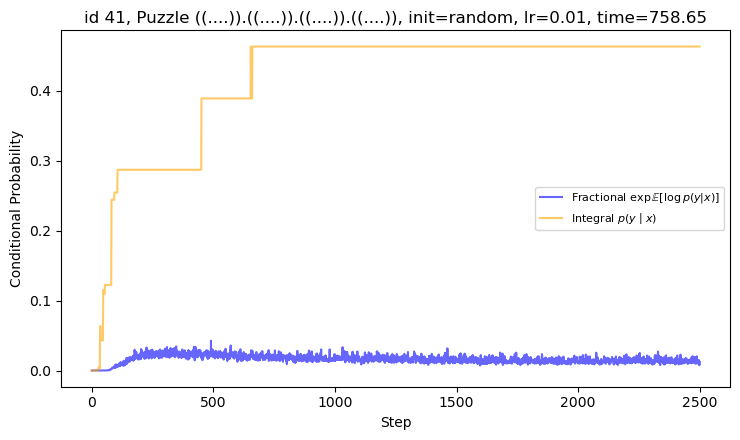 id 41, Puzzle ((....)).((....)).((....)).((....)), init=random, lr=0.01, time=758.65
Conditional Probability
0.4
0.3
0.2
0.1
0.0
Fractional exp𝔼[log p(y|x)]
Integral p(y | x)
0 500 1000 1500 2000 2500
Step